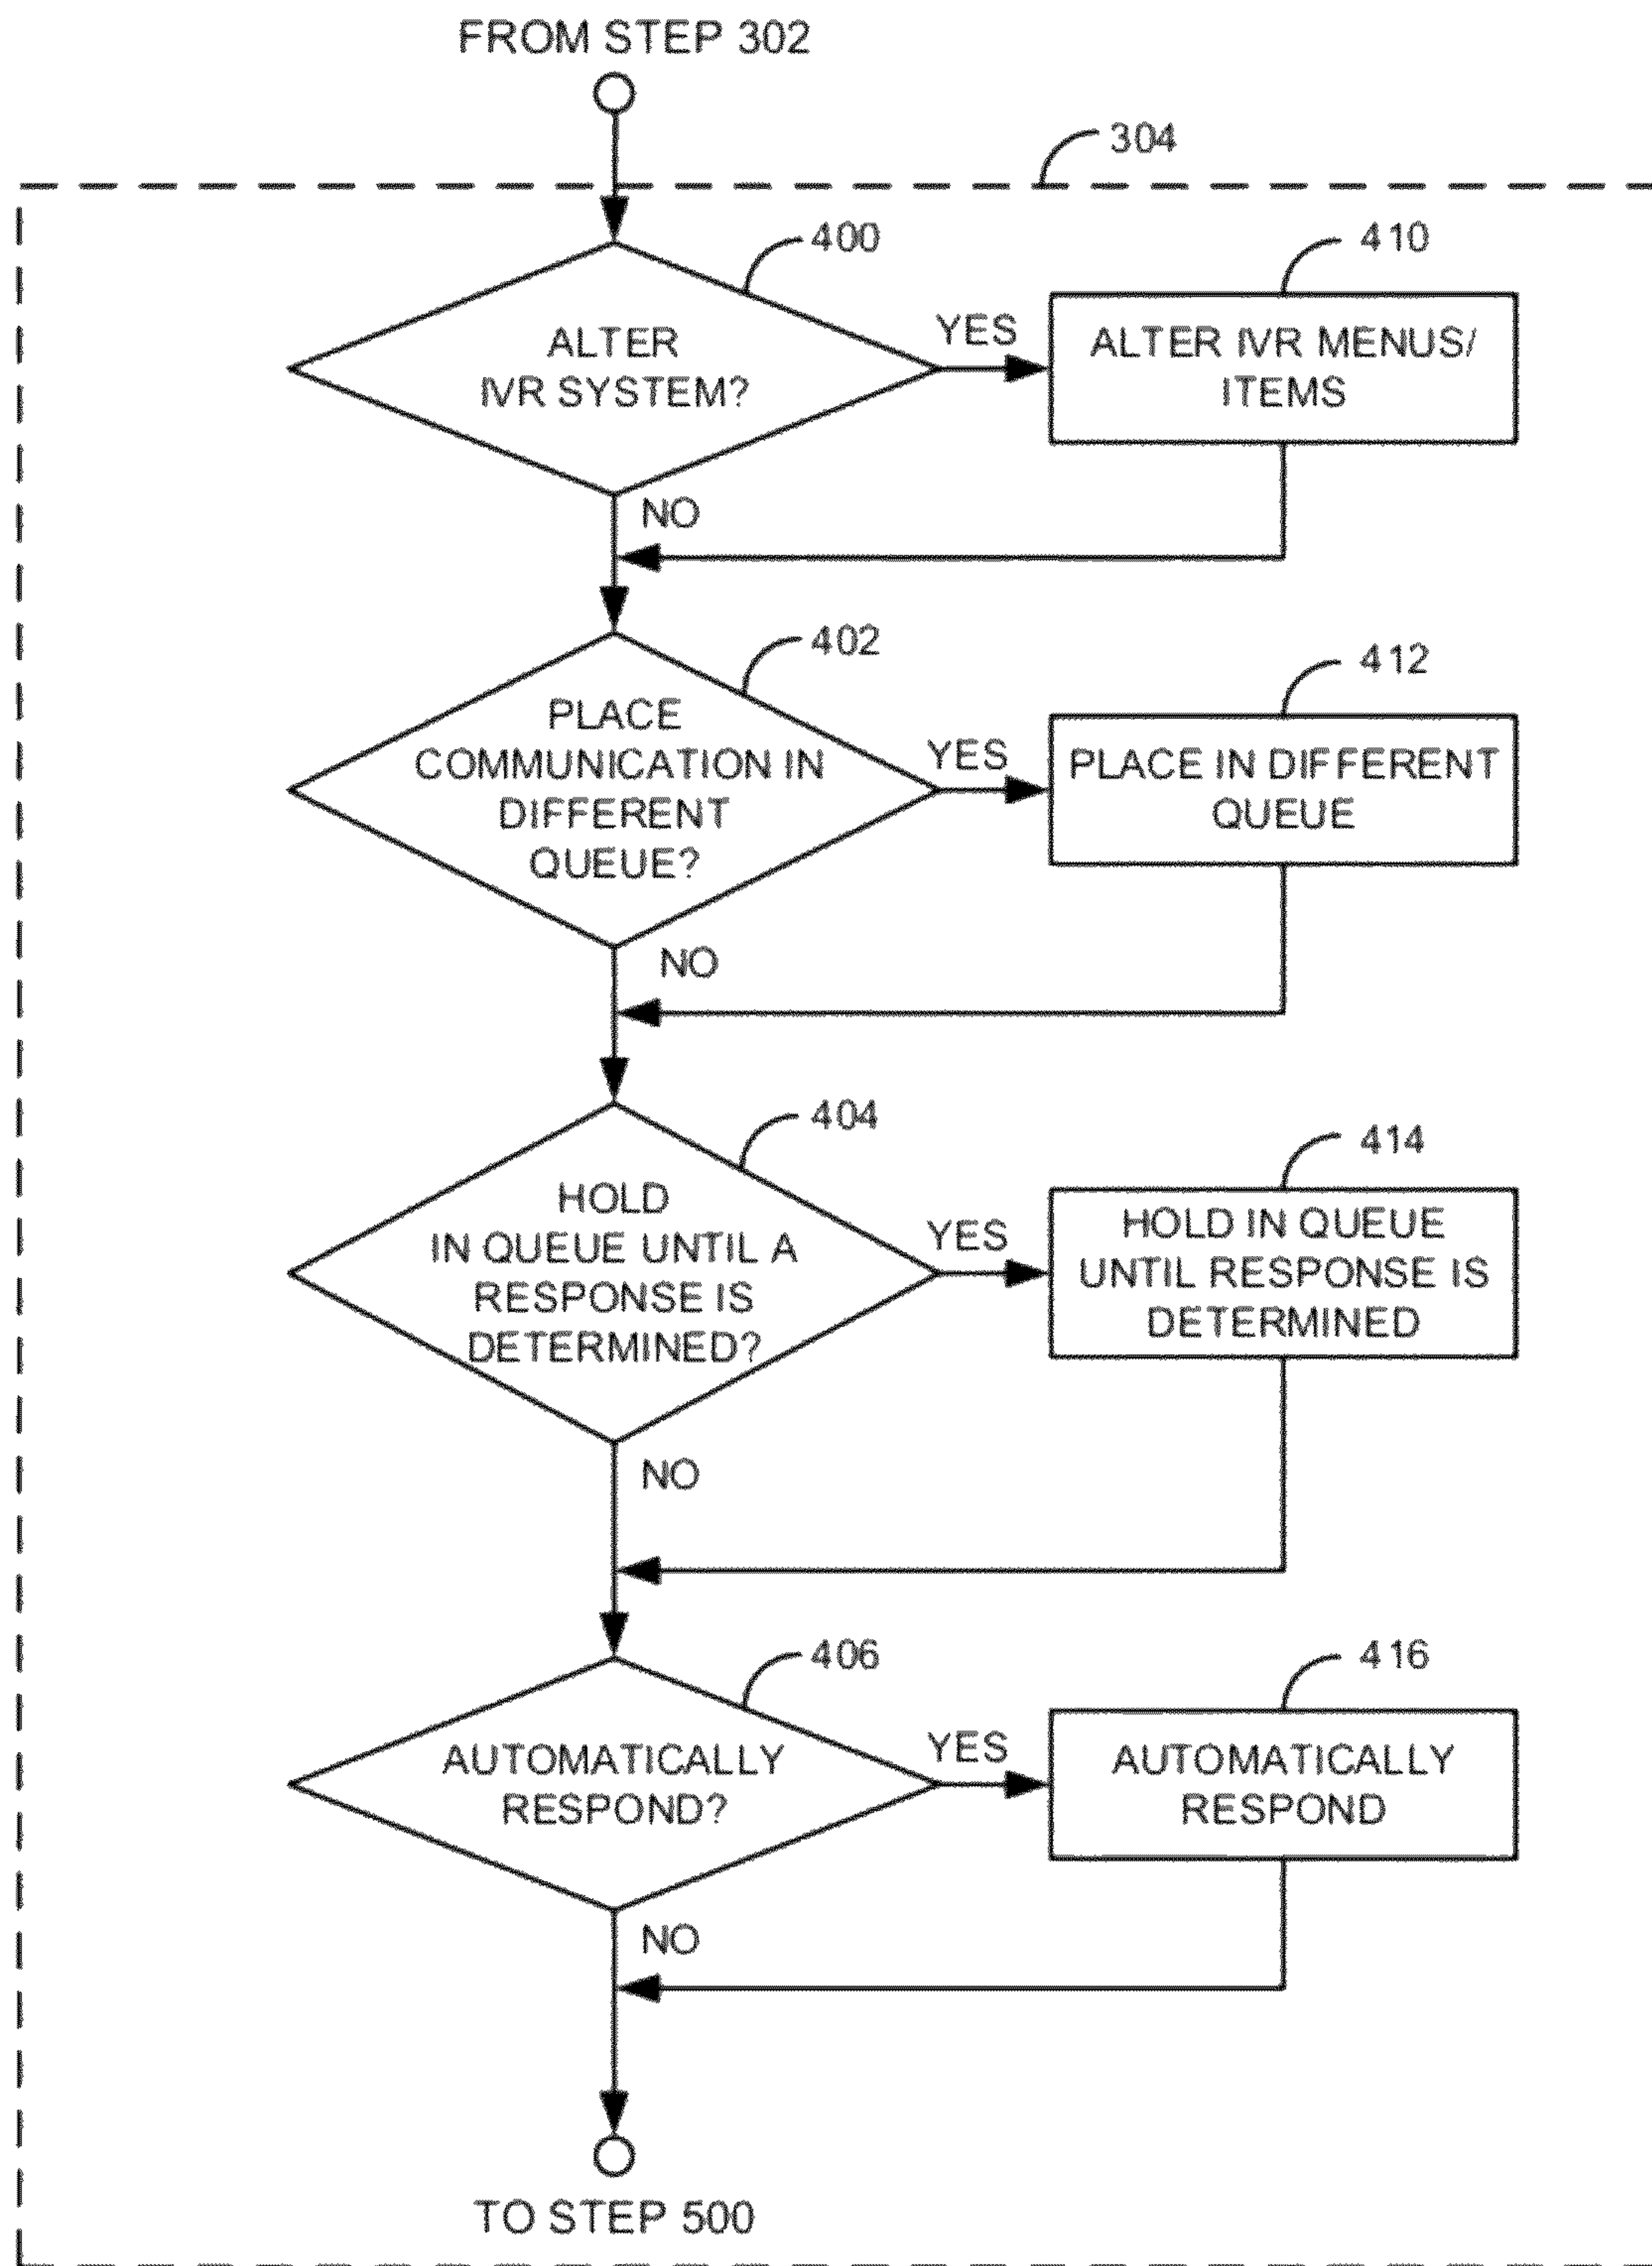 FROM STEP 302
304
400
410
ALTER
IVR SYSTEM?
YES
ALTER IVR MENUS/
ITEMS
NO
402
412
PLACE
COMMUNICATION IN
DIFFERENT
QUEUE?
YES
PLACE IN DIFFERENT
QUEUE
NO
404
414
HOLD
IN QUEUE UNTIL A
RESPONSE IS
DETERMINED?
YES
HOLD IN QUEUE
UNTIL RESPONSE IS
DETERMINED
NO
406
416
AUTOMATICALLY
RESPOND?
YES
AUTOMATICALLY
RESPOND
NO
TO STEP 500